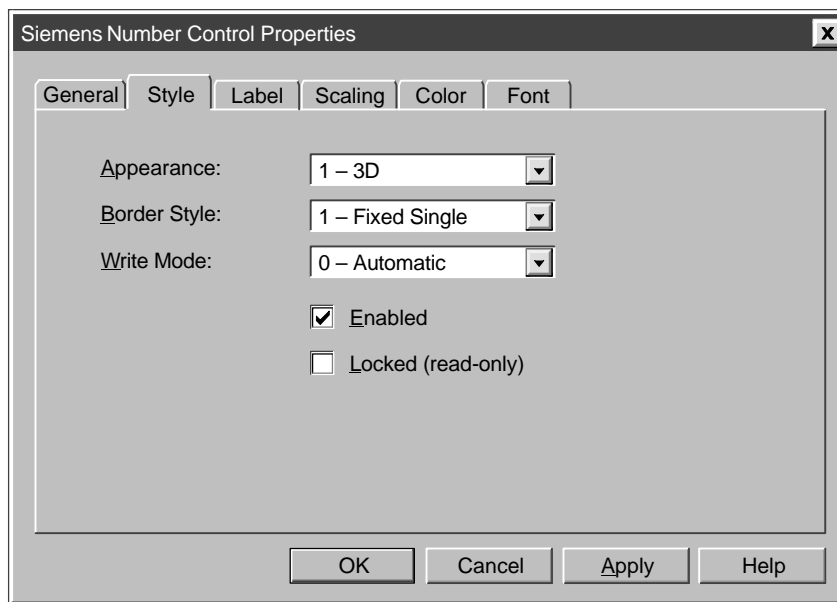 Siemens Number Control Properties
General Style Label Scaling Color Font
Appearance: 1 – 3D
Border Style: 1 – Fixed Single
Write Mode: 0 – Automatic
Enabled
Locked (read-only)
OK Cancel Apply Help